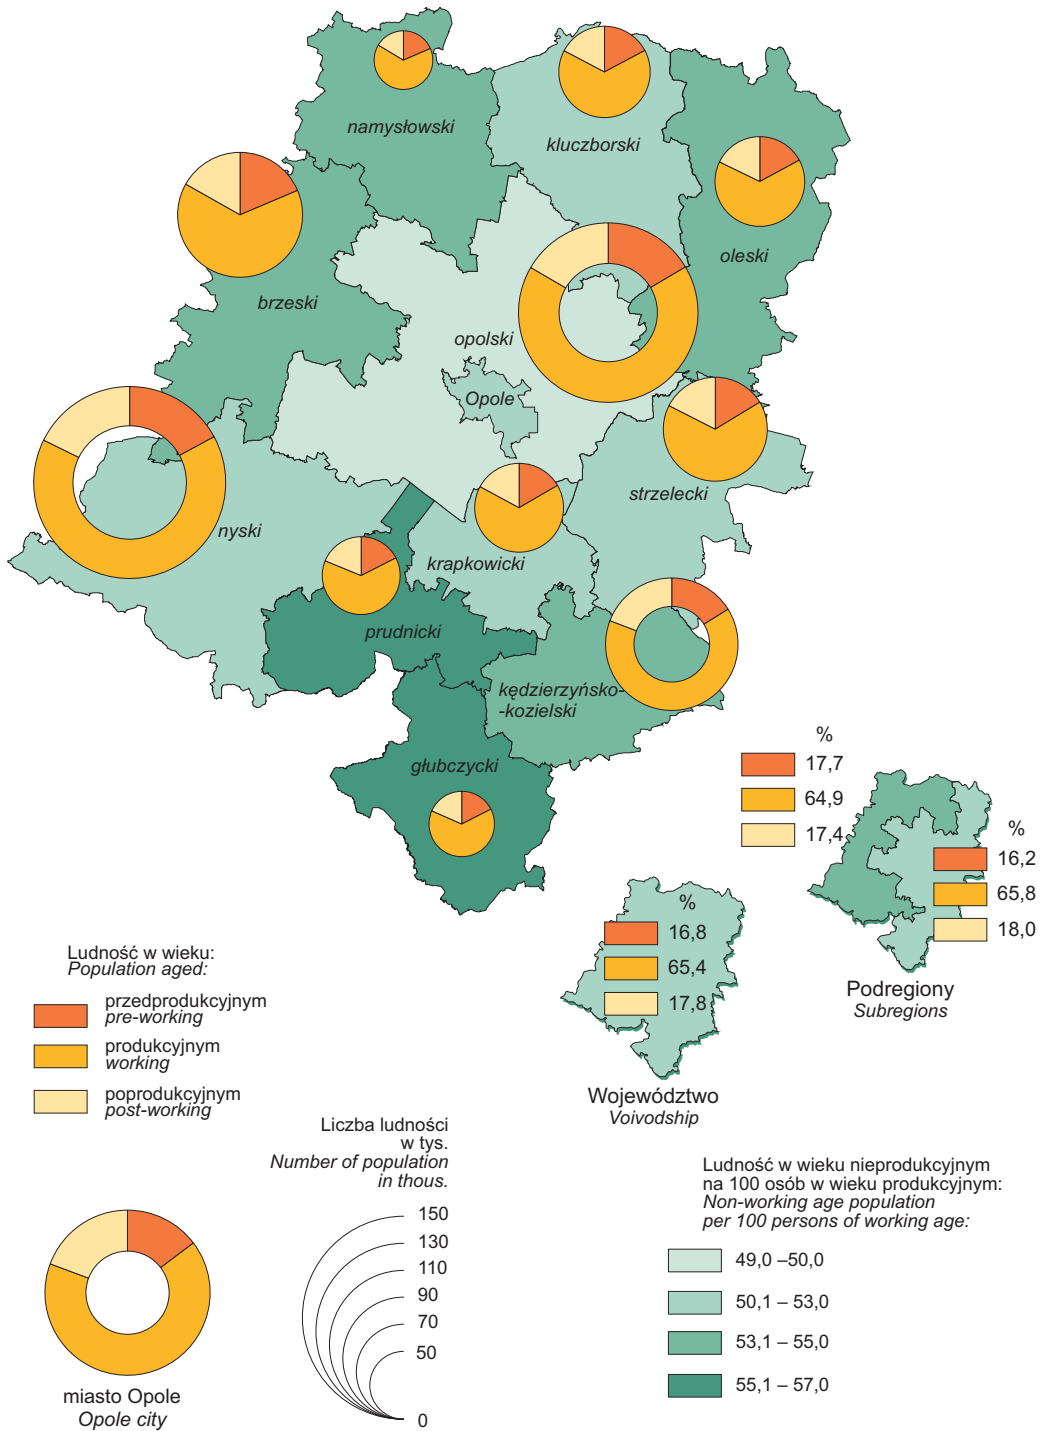 namysłowski
kluczborski
oleski
brzeski
opolski
Opole
strzelecki
nyski
krapkowicki
prudnicki
kędzierzyńsko-
-kozielski
głubczycki
%
17,7
64,9
17,4
%
16,2
65,8
18,0
Podregiony
Subregions
%
16,8
65,4
17,8
Województwo
Voivodship
Ludność w wieku:
Population aged:
przedprodukcyjnym
pre-working
produkcyjnym
working
poprodukcyjnym
post-working
miasto Opole
Opole city
Liczba ludności
w tys.
Number of population
in thous.
150
130
110
90
70
50
0
Ludność w wieku nieprodukcyjnym
na 100 osób w wieku produkcyjnym:
Non-working age population
per 100 persons of working age:
49,0 –50,0
50,1 – 53,0
53,1 – 55,0
55,1 – 57,0